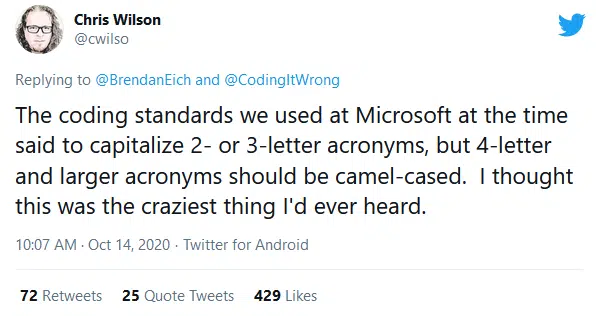 Chris Wilson
@cwilso
Replying to @BrendanEich and @CodingItWrong
The coding standards we used at Microsoft at the time
said to capitalize 2- or 3-letter acronyms, but 4-letter
and larger acronyms should be camel-cased.  I thought
this was the craziest thing I'd ever heard.
10:07 AM · Oct 14, 2020 · Twitter for Android
72 Retweets 25 Quote Tweets 429 Likes